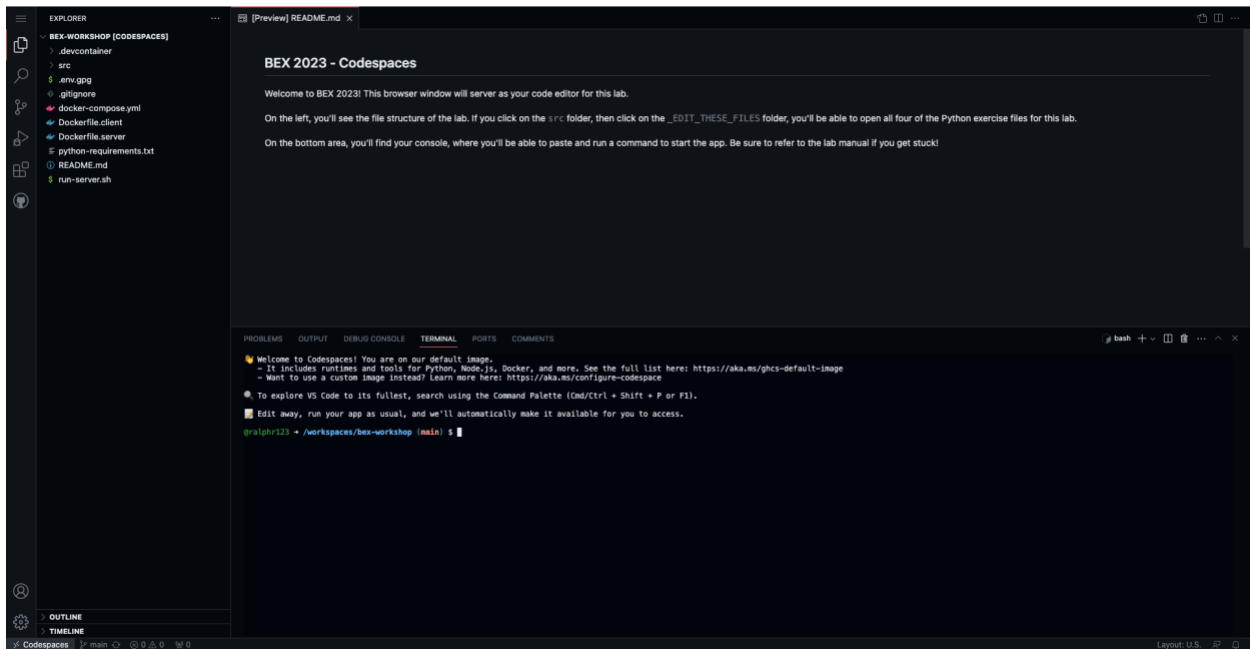 EXPLORER
BEX-WORKSHOP [CODESPACES]
.devcontainer
src
.env.gpg
.gitignore
docker-compose.yml
Dockerfile.client
Dockerfile.server
python-requirements.txt
README.md
run-server.sh
OUTLINE
TIMELINE
[Preview] README.md
BEX 2023 - Codespaces
Welcome to BEX 2023! This browser window will server as your code editor for this lab.
On the left, you'll see the file structure of the lab. If you click on the src folder, then click on the _EDIT_THESE_FILES folder, you'll be able to open all four of the Python exercise files for this lab.
On the bottom area, you'll find your console, where you'll be able to paste and run a command to start the app. Be sure to refer to the lab manual if you get stuck!
PROBLEMS OUTPUT DEBUG CONSOLE TERMINAL PORTS COMMENTS
bash
Welcome to Codespaces! You are on our default image.
- It includes runtimes and tools for Python, Node.js, Docker, and more. See the full list here: https://aka.ms/ghcs-default-image
- Want to use a custom image instead? Learn more here: https://aka.ms/configure-codespace
To explore VS Code to its fullest, search using the Command Palette (Cmd/Ctrl + Shift + P or F1).
Edit away, run your app as usual, and we'll automatically make it available for you to access.
@ralphr123 → /workspaces/bex-workshop (main) $
Codespaces main 0 0 0
Layout: U.S.